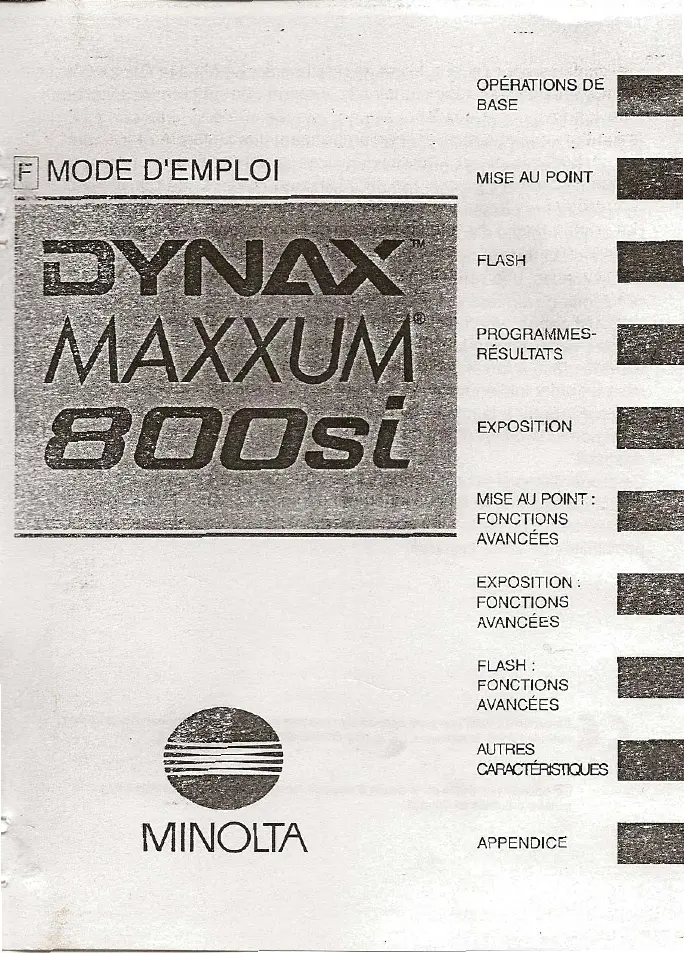 F MODE D'EMPLOI
DYNAX™
MAXXUM®
800si
MINOLTA
OPÉRATIONS DE
BASE
MISE AU POINT
FLASH
PROGRAMMES-
RÉSULTATS
EXPOSITION
MISE AU POINT :
FONCTIONS
AVANCÉES
EXPOSITION :
FONCTIONS
AVANCÉES
FLASH :
FONCTIONS
AVANCÉES
AUTRES
CARACTÉRISTIQUES
APPENDICE